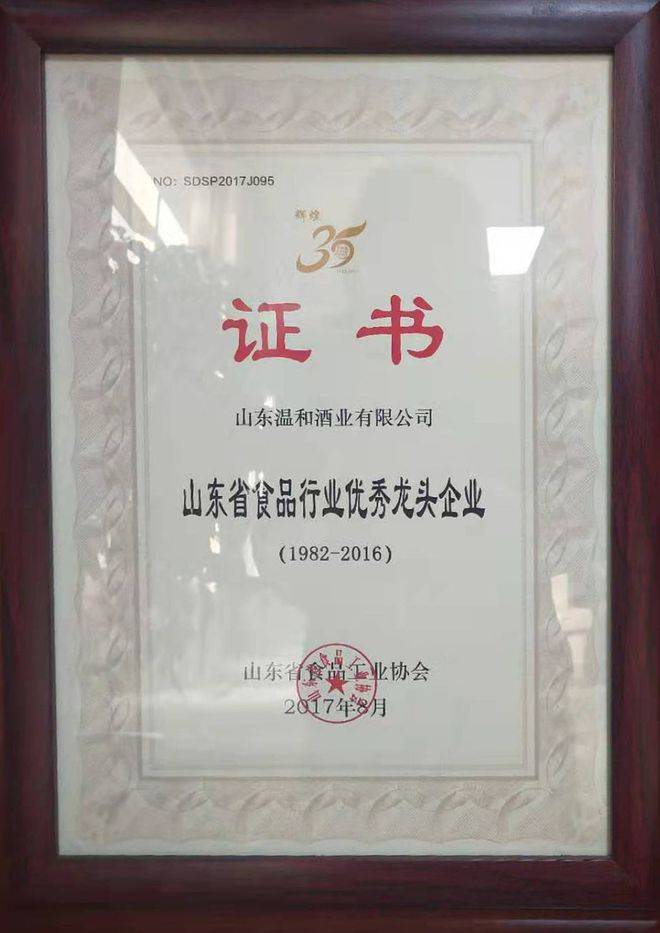 NO: SDSP2017J095
辉煌
35
证书
山东温和酒业有限公司
山东省食品行业优秀龙头企业
(1982-2016)
山东省食品工业协会
2017年8月